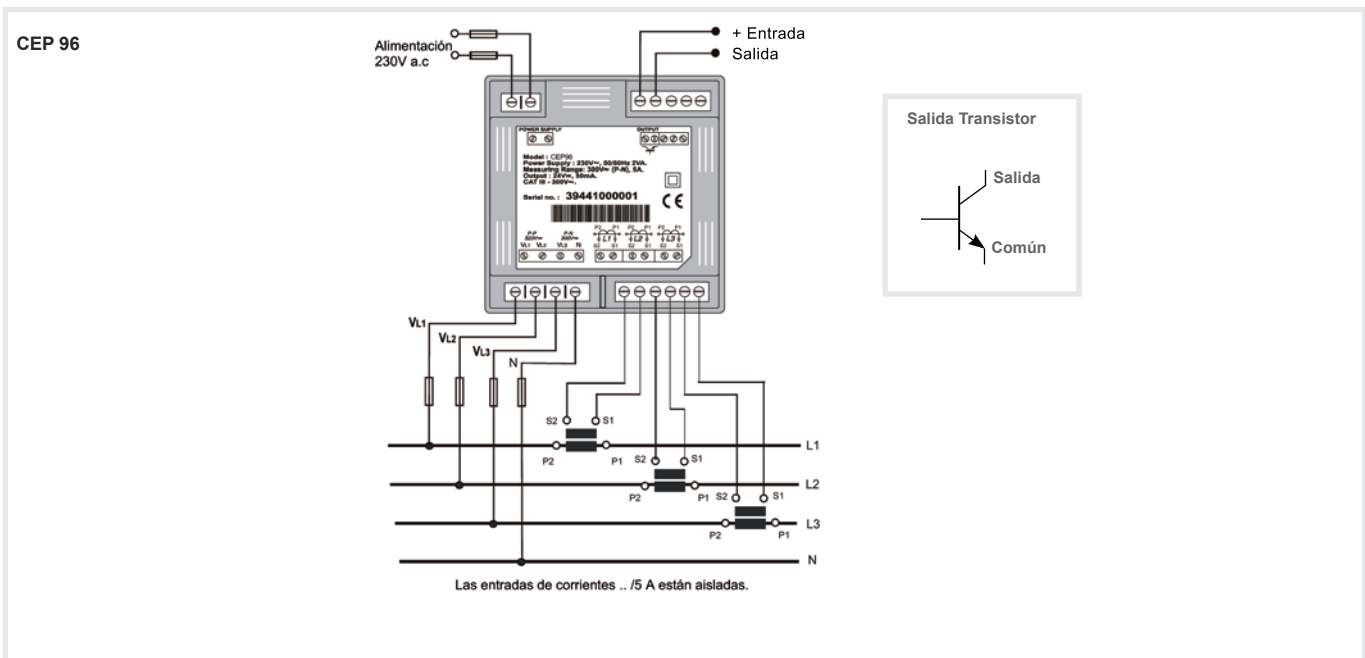 CEP 96
Alimentación
230V a.c
+ Entrada
Salida
POWER SUPPLY
OUTPUT
Model : CEP96
Power Supply : 230V~, 50/60Hz 2VA.
Measuring Range: 300V~ (P-N), 5A.
Output : 24V⎓, 50mA.
CAT III - 300V~.
Serial no. : 39441000001
CE
P-P
520V~
P-N
300V~
P2 P1 P2 P1 P2 P1
L1 L2 L3
VL1 VL2 VL3 N
S2 S1 S2 S1 S2 S1
VL1
VL2
VL3
N
S2 S1
P2 P1
L1
S2 S1
P2 P1
L2
S2 S1
P2 P1
L3
N
Las entradas de corrientes .. /5 A están aisladas.
Salida Transistor
Salida
Común